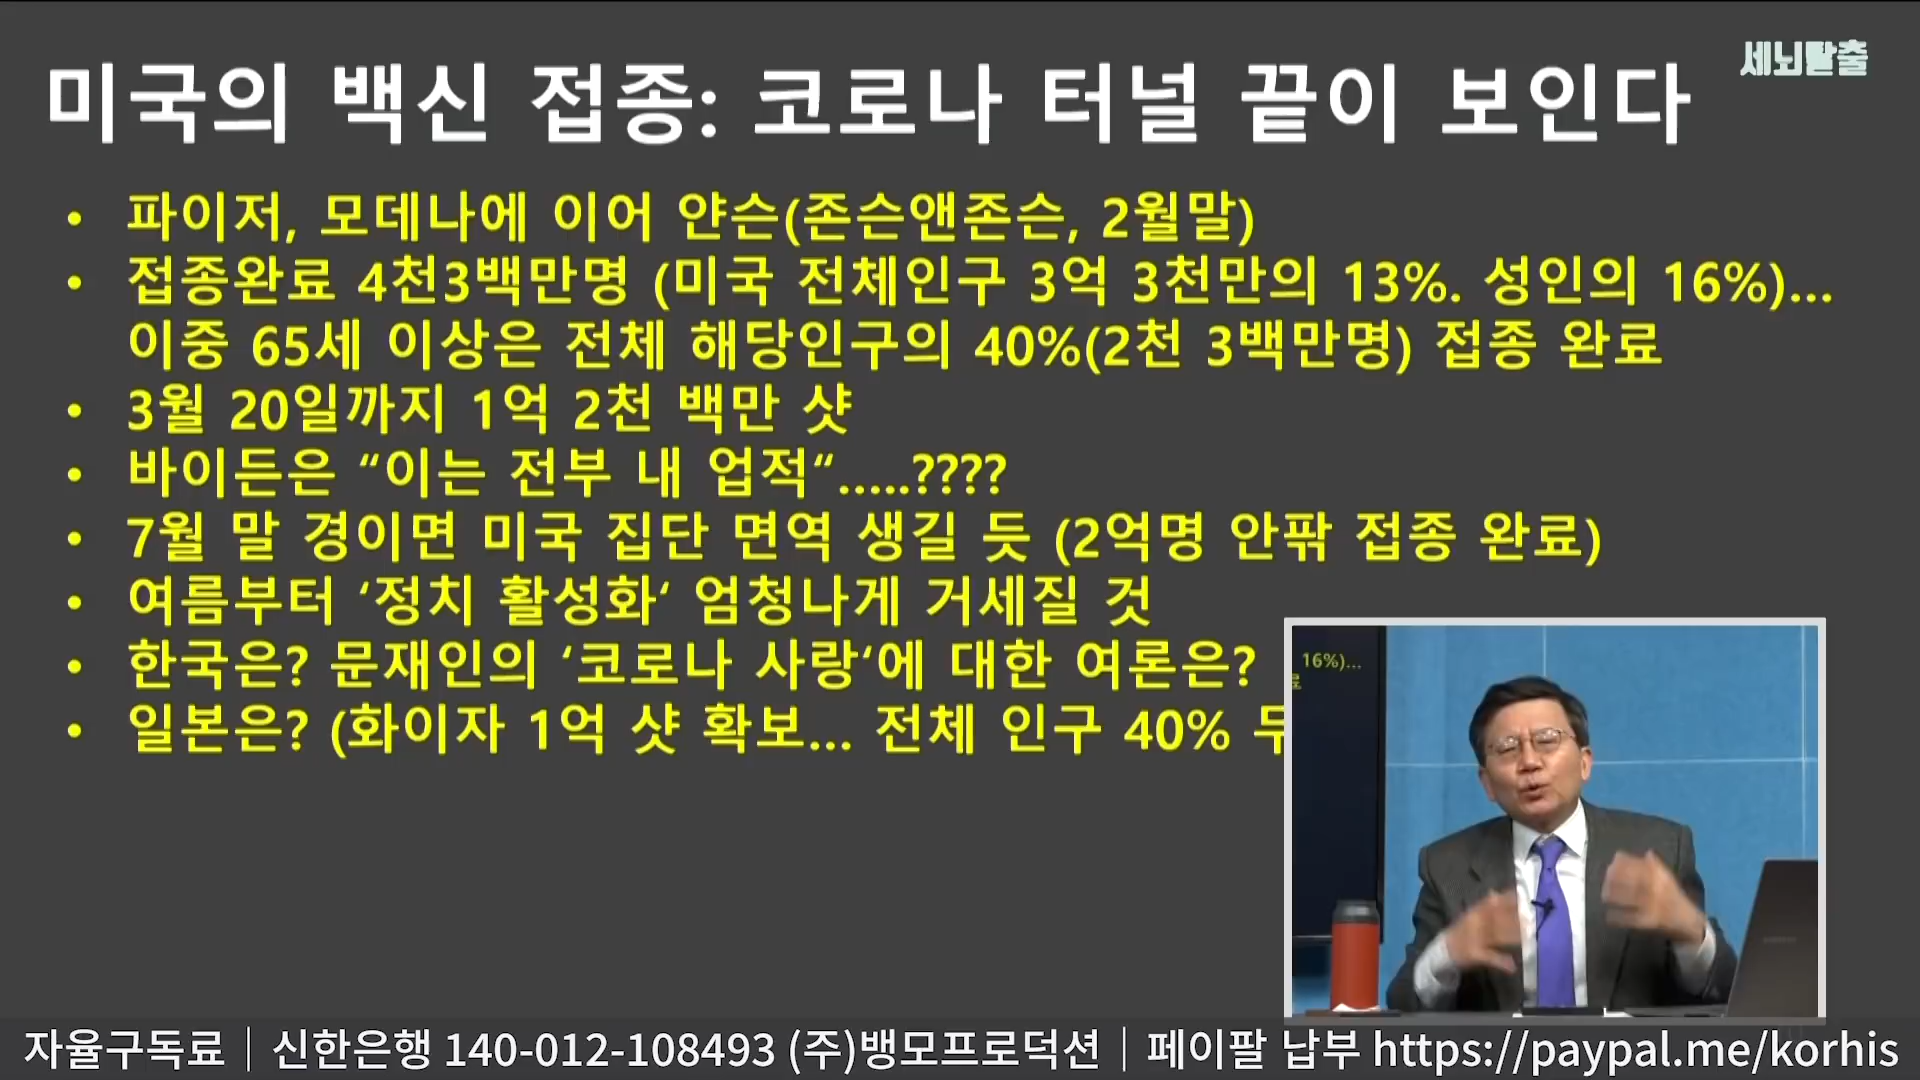 세뇌탈출
미국의 백신 접종: 코로나 터널 끝이 보인다
• 파이저, 모데나에 이어 얀슨(존슨앤존슨, 2월말)
• 접종완료 4천3백만명 (미국 전체인구 3억 3천만의 13%. 성인의 16%)...
이중 65세 이상은 전체 해당인구의 40%(2천 3백만명) 접종 완료
• 3월 20일까지 1억 2천 백만 샷
• 바이든은 “이는 전부 내 업적“.....????
• 7월 말 경이면 미국 집단 면역 생길 듯 (2억명 안팎 접종 완료)
• 여름부터 ‘정치 활성화‘ 엄청나게 거세질 것
• 한국은? 문재인의 ‘코로나 사랑‘에 대한 여론은?
• 일본은? (화이자 1억 샷 확보... 전체 인구 40%
16%)...
자율구독료｜신한은행 140-012-108493 (주)뱅모프로덕션｜페이팔 납부 https://paypal.me/korhis